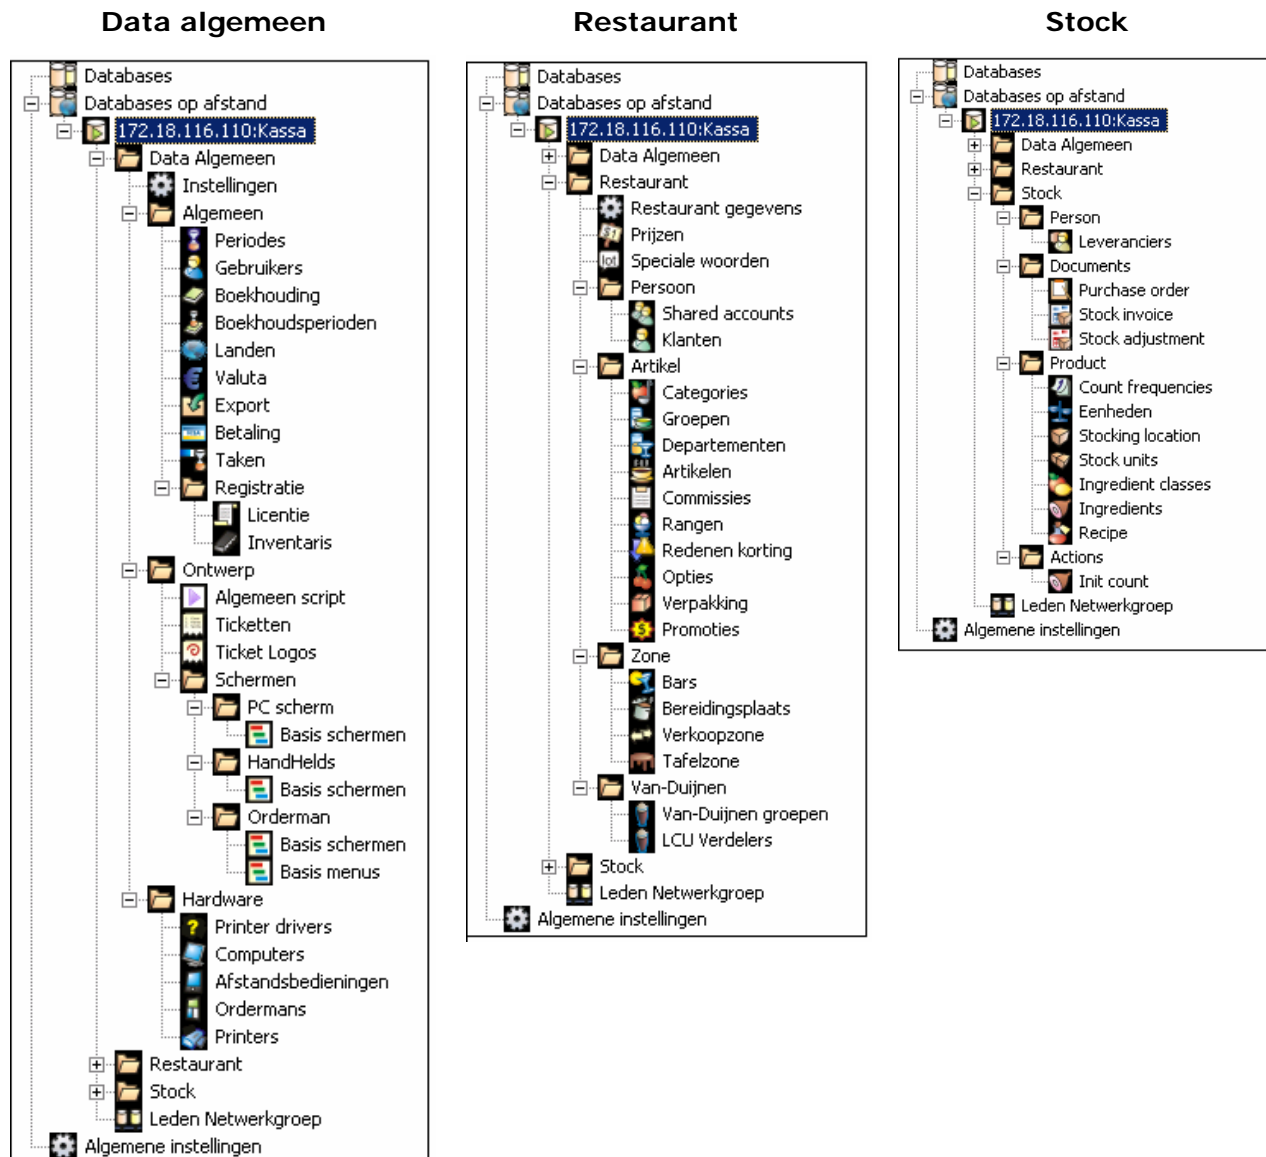 Data algemeen
Databases
Databases op afstand
172.18.116.110:Kassa
Data Algemeen
Instellingen
Algemeen
Periodes
Gebruikers
Boekhouding
Boekhoudsperioden
Landen
Valuta
Export
Betaling
Taken
Registratie
Licentie
Inventaris
Ontwerp
Algemeen script
Ticketten
Ticket Logos
Schermen
PC scherm
Basis schermen
HandHelds
Basis schermen
Orderman
Basis schermen
Basis menus
Hardware
Printer drivers
Computers
Afstandsbedieningen
Ordermans
Printers
Restaurant
Stock
Leden Netwerkgroep
Algemene instellingen
Restaurant
Databases
Databases op afstand
172.18.116.110:Kassa
Data Algemeen
Restaurant
Restaurant gegevens
Prijzen
Speciale woorden
Persoon
Shared accounts
Klanten
Artikel
Categories
Groepen
Departementen
Artikelen
Commissies
Rangen
Redenen korting
Opties
Verpakking
Promoties
Zone
Bars
Bereidingsplaats
Verkoopzone
Tafelzone
Van-Duijnen
Van-Duijnen groepen
LCU Verdelers
Stock
Leden Netwerkgroep
Algemene instellingen
Stock
Databases
Databases op afstand
172.18.116.110:Kassa
Data Algemeen
Restaurant
Stock
Person
Leveranciers
Documents
Purchase order
Stock invoice
Stock adjustment
Product
Count frequencies
Eenheden
Stocking location
Stock units
Ingredient classes
Ingredients
Recipe
Actions
Init count
Leden Netwerkgroep
Algemene instellingen